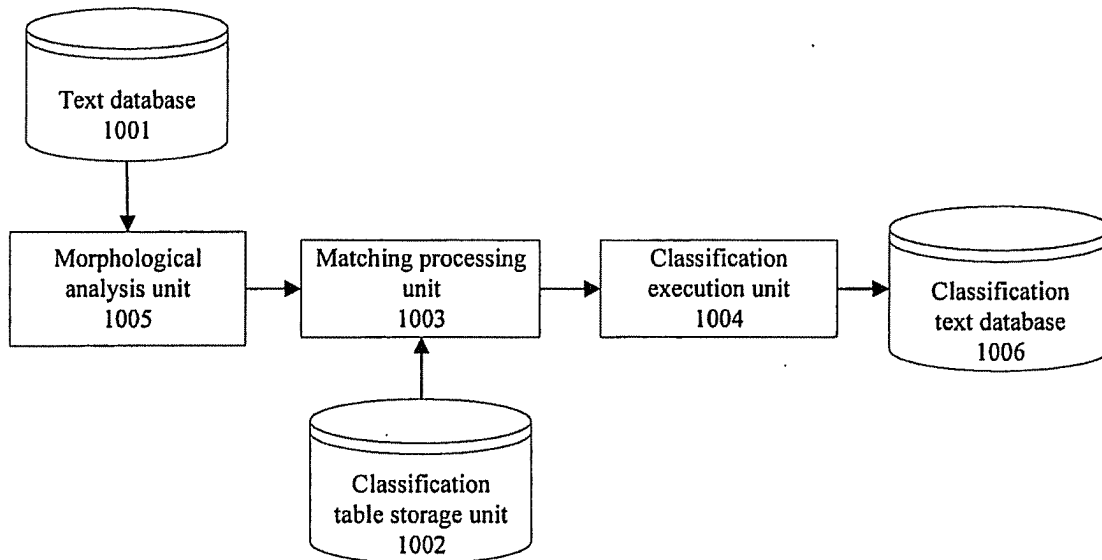 Text database
1001
Morphological
analysis unit
1005
Matching processing
unit
1003
Classification
execution unit
1004
Classification
text database
1006
Classification
table storage unit
1002